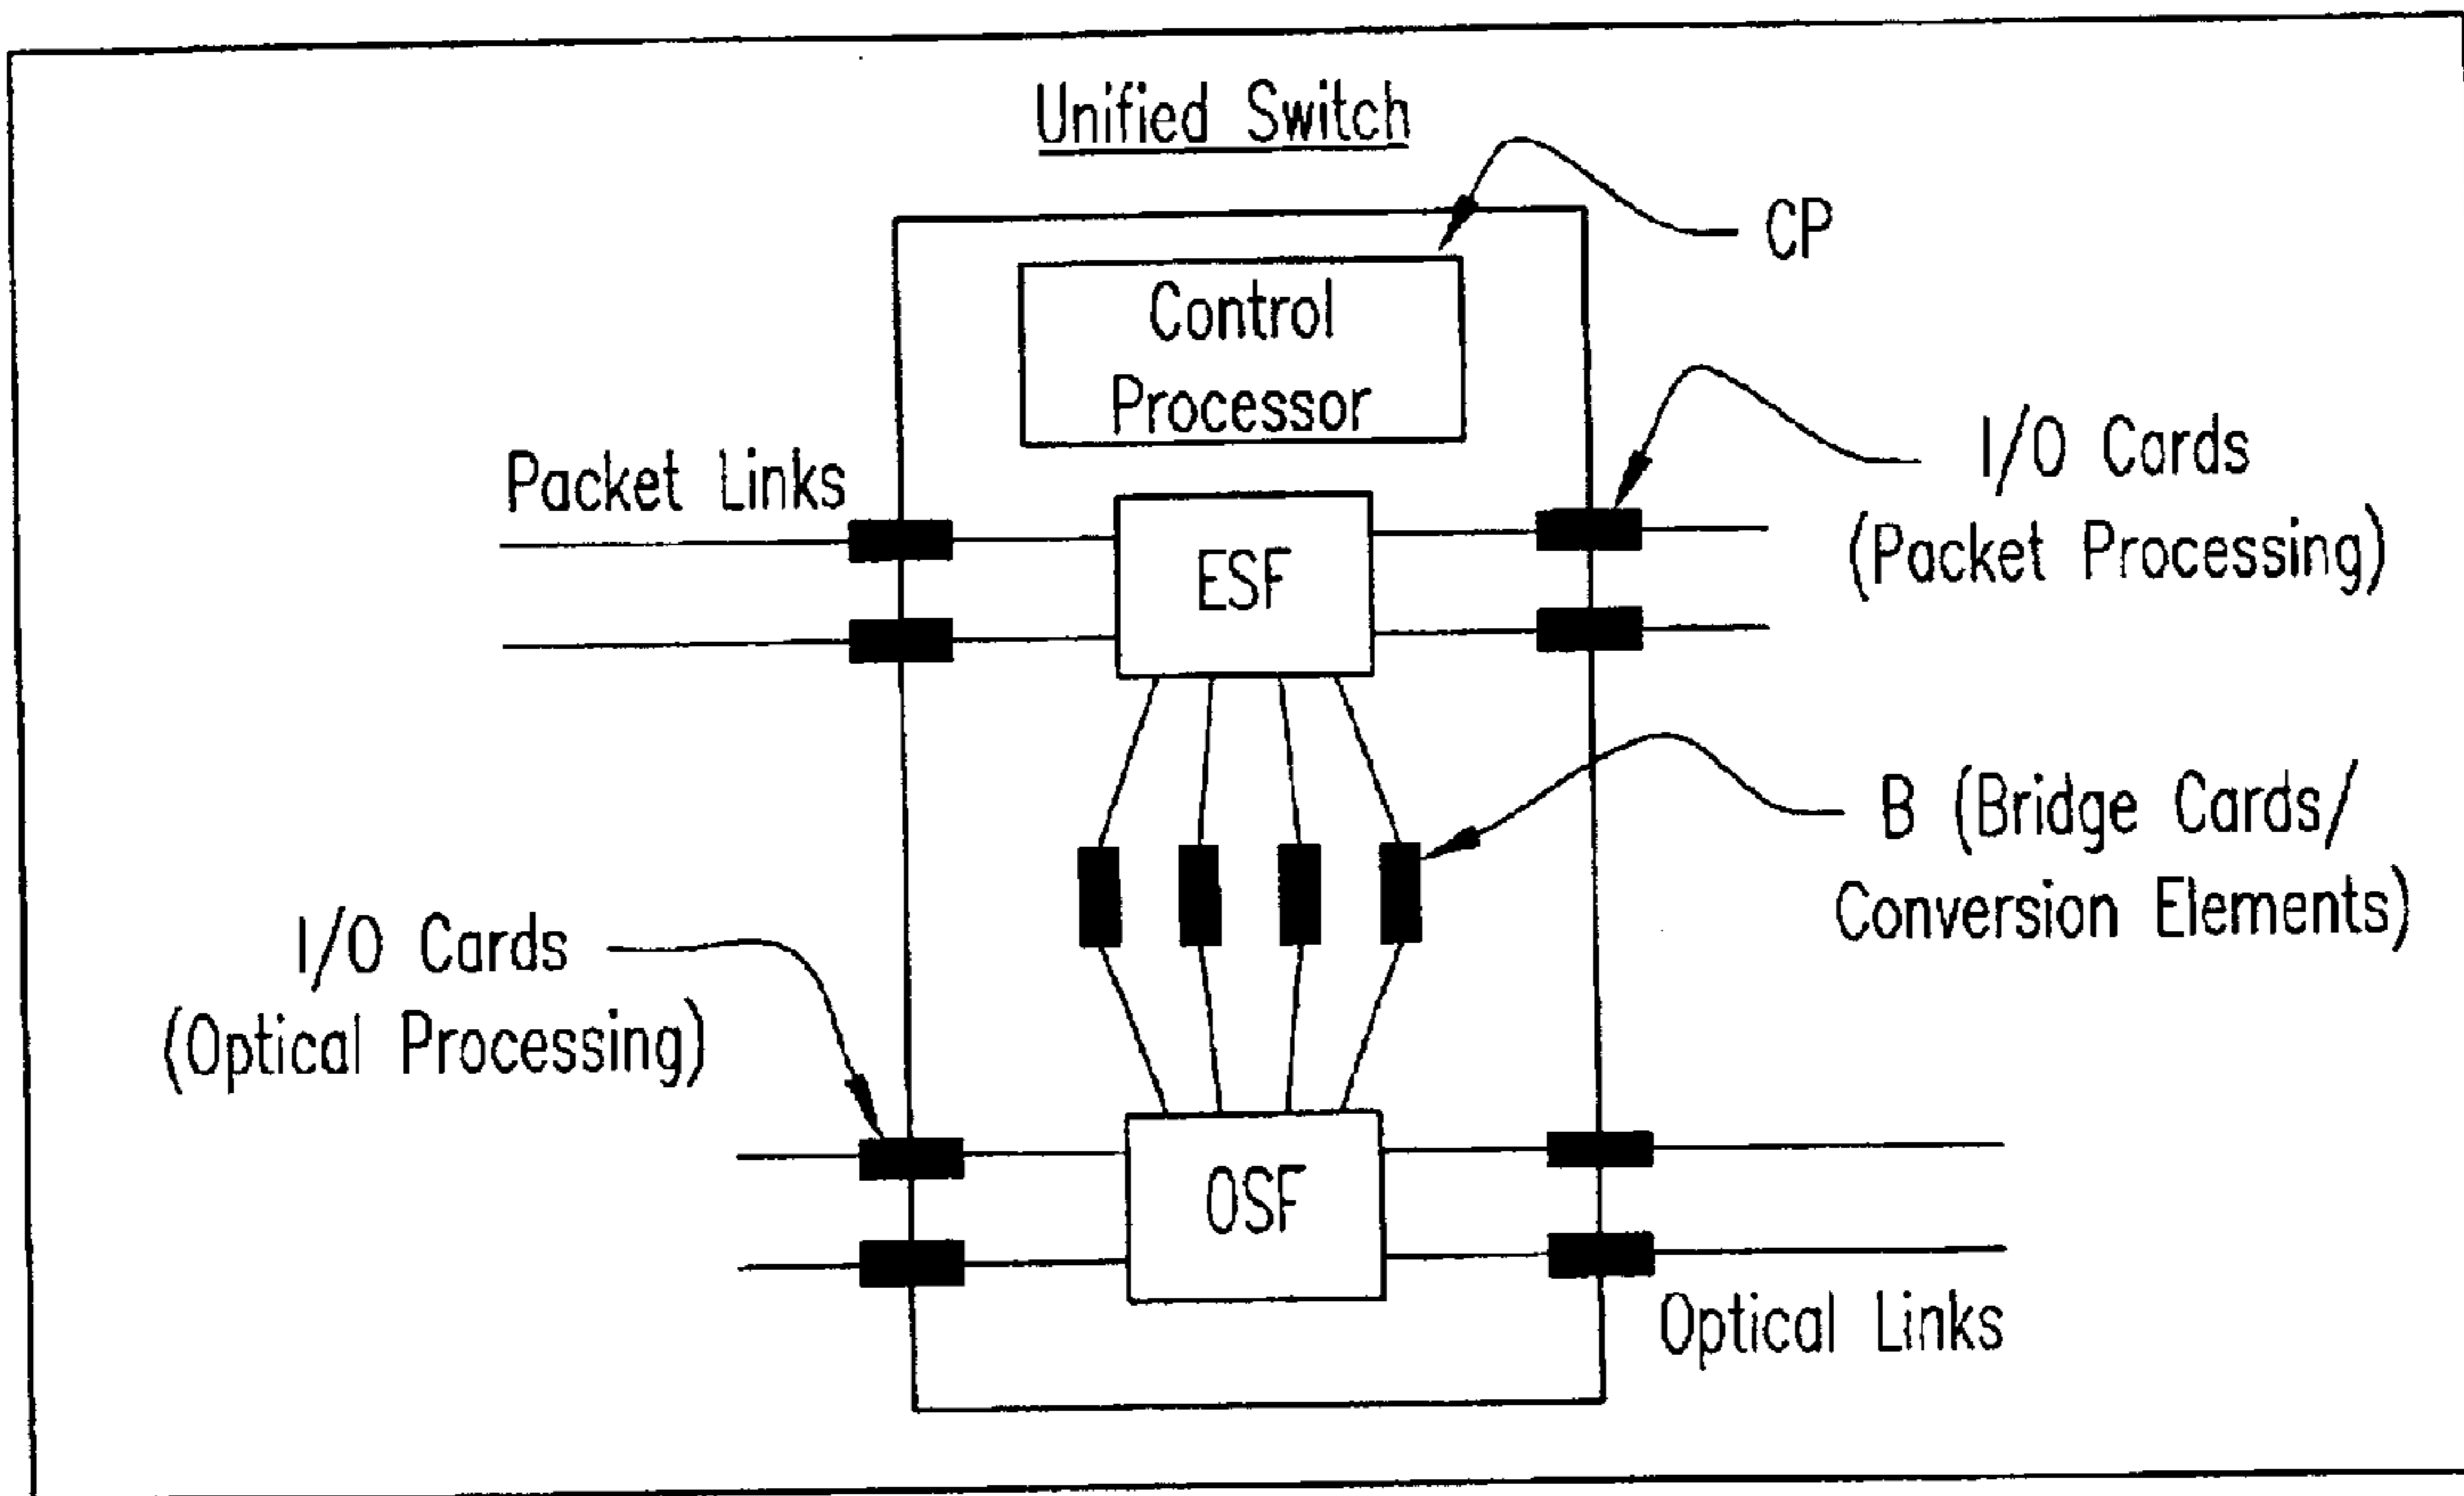 Unified Switch
CP
Control
Processor
Packet Links
I/O Cards
(Packet Processing)
ESF
B (Bridge Cards/
Conversion Elements)
I/O Cards
(Optical Processing)
OSF
Optical Links